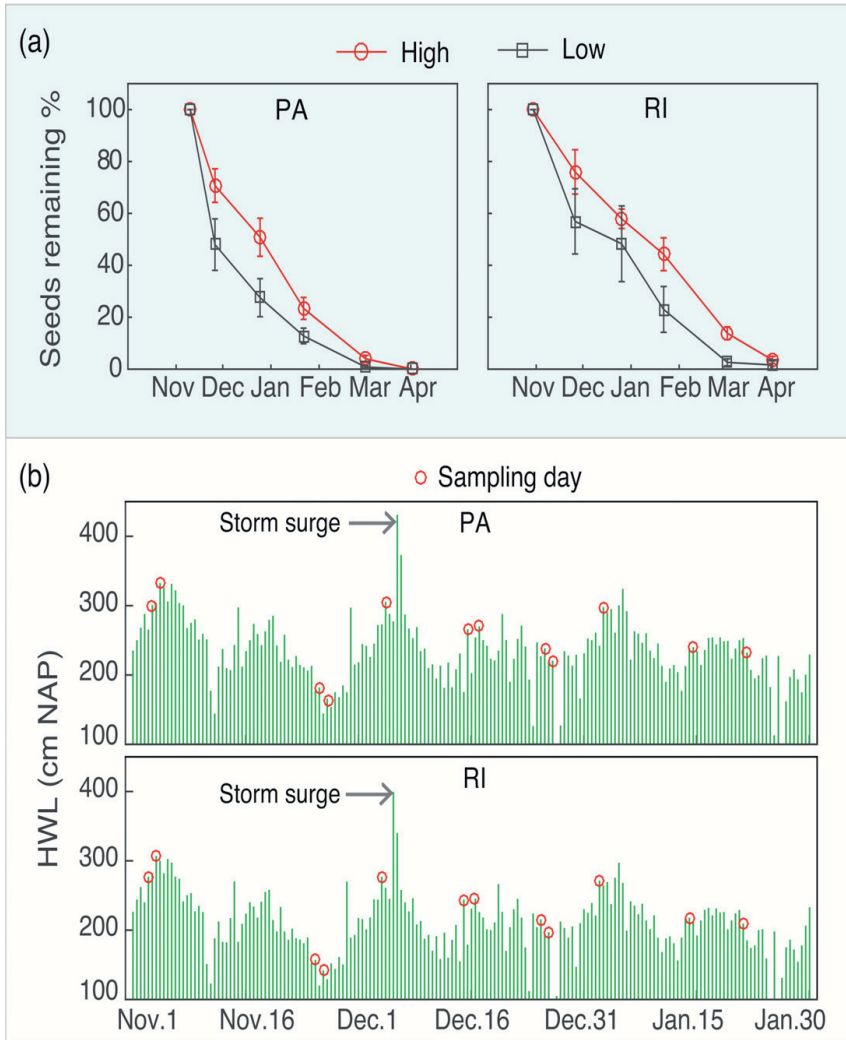 (a)
High Low
PA RI
Seeds remaining %
100
80
60
40
20
0
Nov Dec Jan Feb Mar Apr Nov Dec Jan Feb Mar Apr
(b)
Sampling day
Storm surge PA
HWL (cm NAP)
400
300
200
100
Storm surge RI
400
300
200
100
Nov.1 Nov.16 Dec.1 Dec.16 Dec.31 Jan.15 Jan.30